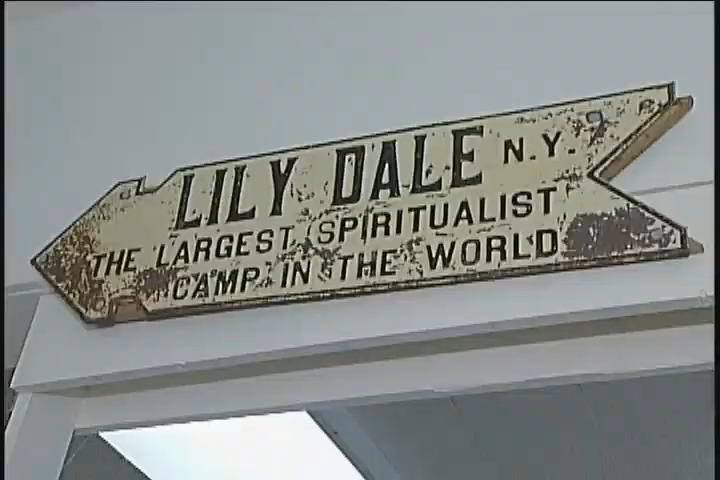 LILY DALE N.Y.
THE LARGEST SPIRITUALIST
CAMP IN THE WORLD